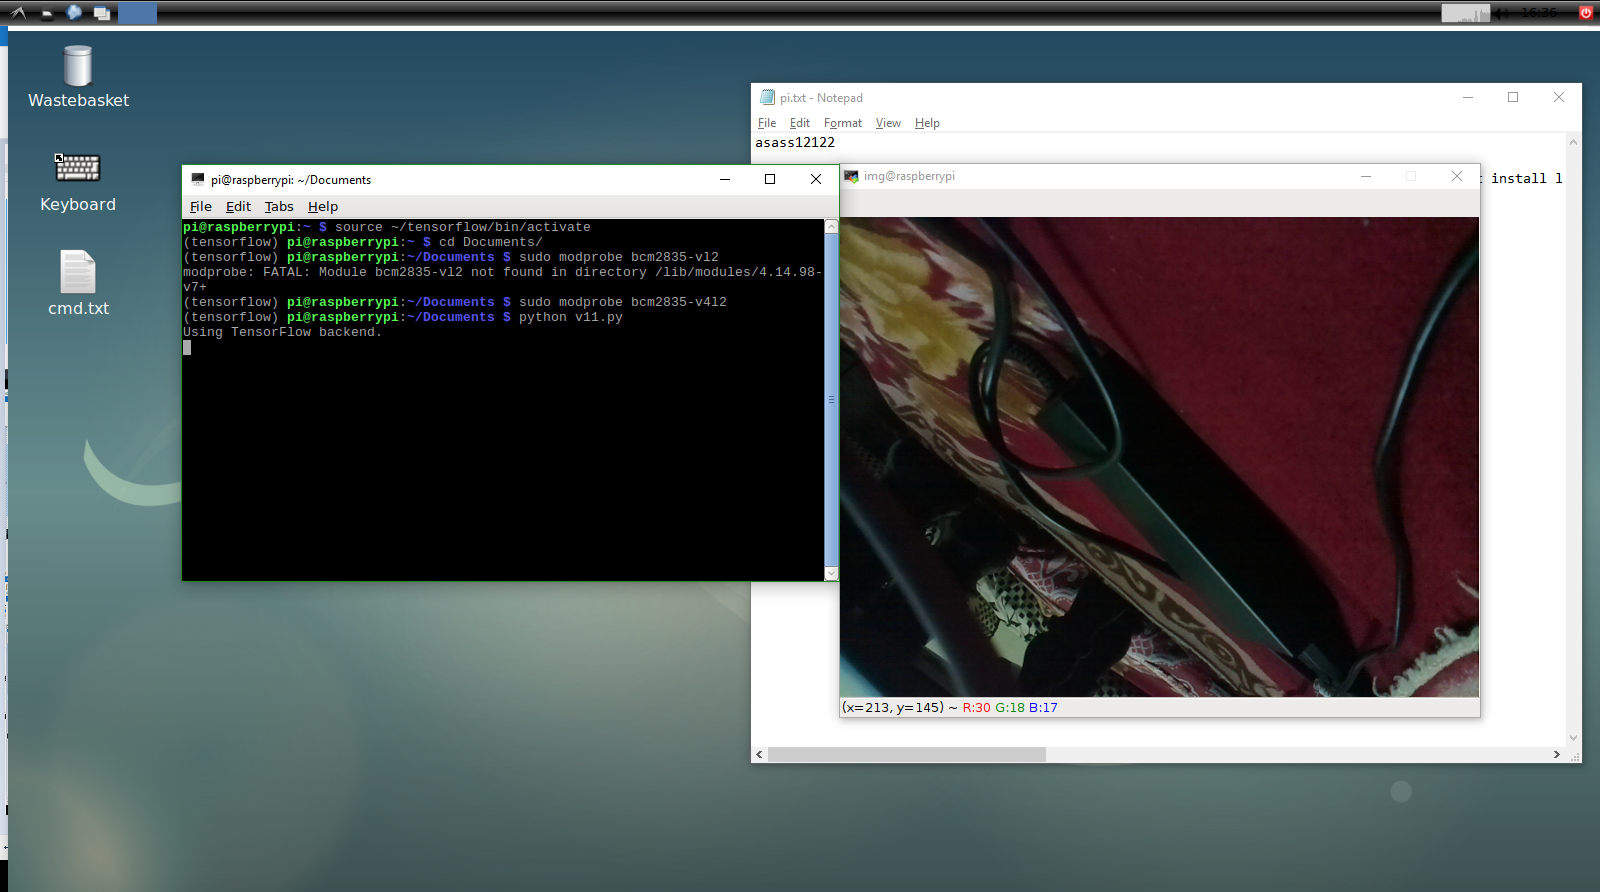 16:36
Wastebasket
Keyboard
cmd.txt
pi.txt - Notepad
File Edit Format View Help
asass12122
install l
pi@raspberrypi: ~/Documents
File Edit Tabs Help
pi@raspberrypi:~ $ source ~/tensorflow/bin/activate
(tensorflow) pi@raspberrypi:~ $ cd Documents/
(tensorflow) pi@raspberrypi:~/Documents $ sudo modprobe bcm2835-vl2
modprobe: FATAL: Module bcm2835-vl2 not found in directory /lib/modules/4.14.98-
v7+
(tensorflow) pi@raspberrypi:~/Documents $ sudo modprobe bcm2835-v4l2
(tensorflow) pi@raspberrypi:~/Documents $ python v11.py
Using TensorFlow backend.
img@raspberrypi
(x=213, y=145) ~ R:30 G:18 B:17